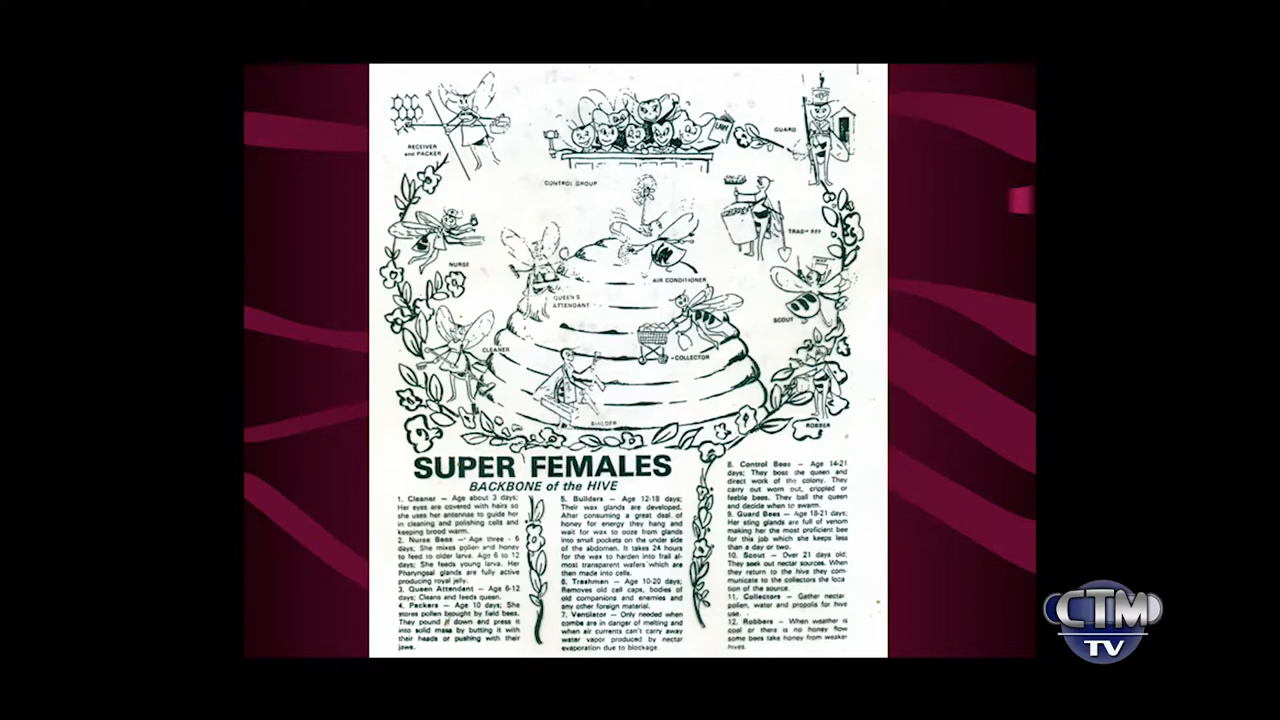 RECEIVER
and PACKER
LAW
GUARD
CONTROL GROUP
NURSE
AIR CONDITIONER
QUEEN'S
ATTENDANT
SCOUT
CLEANER
COLLECTOR
BUILDER
ROBBER
SUPER FEMALES
BACKBONE of the HIVE
1. Cleaner — Age about 3 days;
Her eyes are covered with hairs so
she uses her antennae to guide her
in cleaning and polishing cells and
keeping brood warm.
2. Nurse Bees — Age three - 6
days; She mixes pollen and honey
to feed to older larva. Age 6 to 12
days; She feeds young larva. Her
Pharyngeal glands are fully active
producing royal jelly.
3. Queen Attendant — Age 6-12
days; Cleans and feeds queen.
4. Packers — Age 10 days; She
stores pollen brought by field bees.
They pound it down and press it
into solid mass by butting it with
their heads or pushing with their
jaws.
5. Builders — Age 12-18 days;
Their wax glands are developed.
After consuming a great deal of
honey for energy they hang and
wait for wax to ooze from glands
into small pockets on the under side
of the abdomen. It takes 24 hours
for the wax to harden into frail al-
most transparent wafers which are
then made into cells.
6. Trashman — Age 10-20 days;
Removes old cell caps, bodies of
old companions and enemies and
any other foreign material.
7. Ventilator — Only needed when
combs are in danger of melting and
when air currents can't carry away
water vapor produced by nectar
evaporation due to blockage.
8. Control Bees — Age 14-21
days; They boss the queen and
direct work of the colony. They
carry out worn out, crippled or
feeble bees. They ball the queen
and decide when to swarm.
9. Guard Bees — Age 18-21 days;
Her sting glands are full of venom
making her the most proficient bee
for this job which she keeps less
than a day or two.
10. Scout — Over 21 days old;
They seek out nectar sources. When
they return to the hive they com-
municate to the collectors the loca
tion of the source.
11. Collectors — Gather nectar
pollen, water and propolis for hive
use.
12. Robbers — When weather is
cool or there is no honey flow
some bees take honey from weaker
hives.
CTM
TV